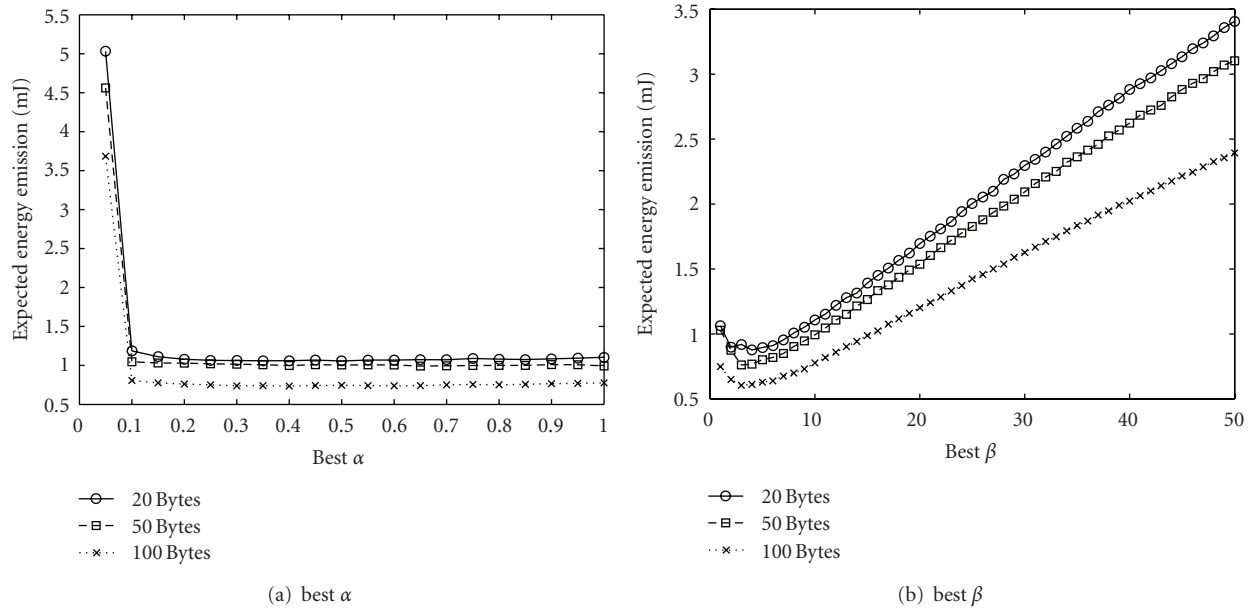 5.5
5
4.5
4
3.5
3
2.5
2
1.5
1
0.5
Expected energy emission (mJ)
0 0.1 0.2 0.3 0.4 0.5 0.6 0.7 0.8 0.9 1
Best α
20 Bytes
50 Bytes
100 Bytes
(a) best α
3.5
3
2.5
2
1.5
1
0.5
Expected energy emission (mJ)
0 10 20 30 40 50
Best β
20 Bytes
50 Bytes
100 Bytes
(b) best β